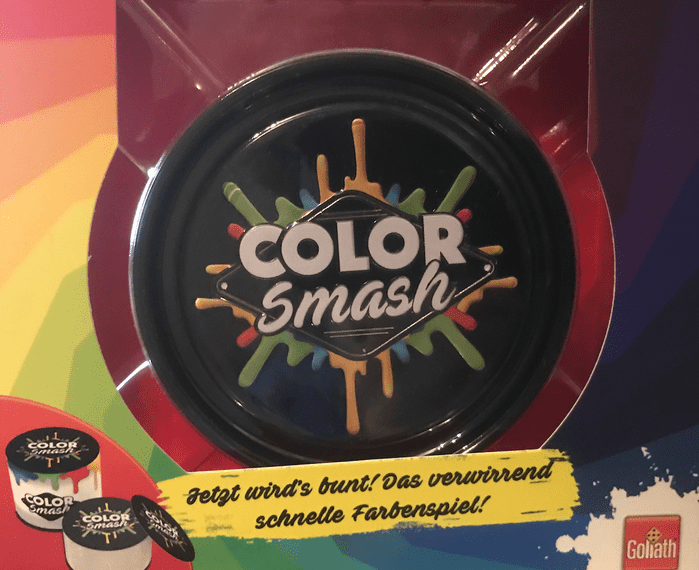 COLOR
Smash
COLOR
Smash
COLOR
Smash
COLOR
Smash
Jetzt wird's bunt! Das verwirrend
schnelle Farbenspiel!
Goliath